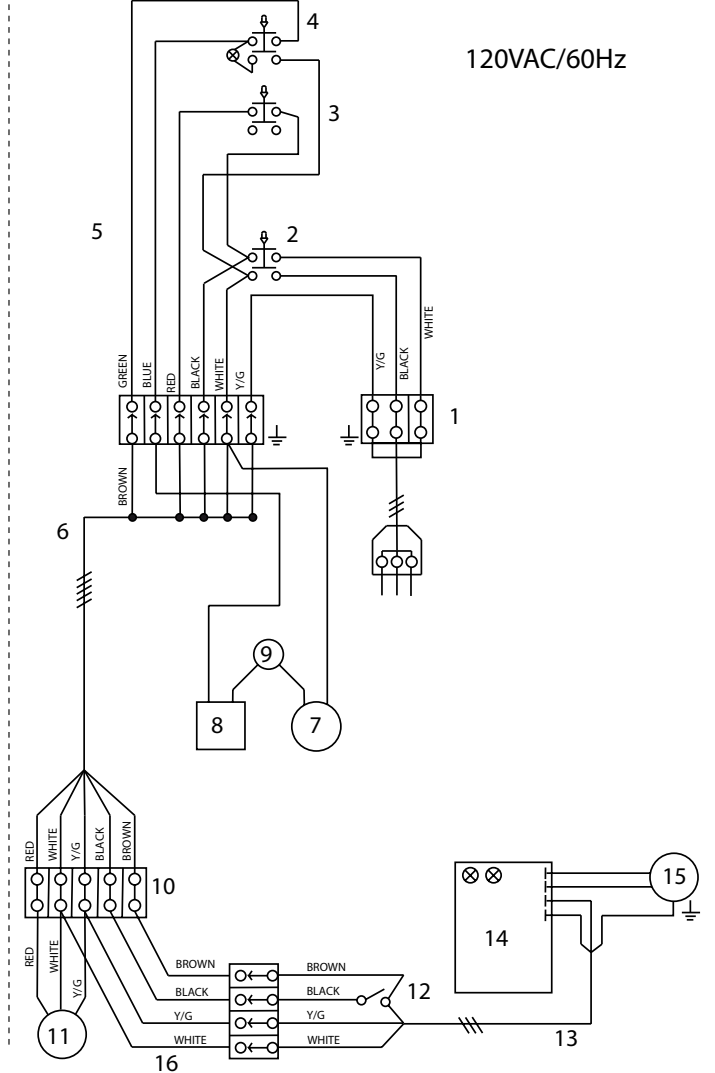 4
120VAC/60Hz
3
5
2
GREEN
BLUE
RED
BLACK
WHITE
Y/G
Y/G
BLACK
WHITE
1
BROWN
6
9
8
7
RED
WHITE
Y/G
BLACK
BROWN
10
15
14
RED
WHITE
Y/G
BROWN
BROWN
BLACK
BLACK
12
Y/G
Y/G
11
WHITE
WHITE
13
16